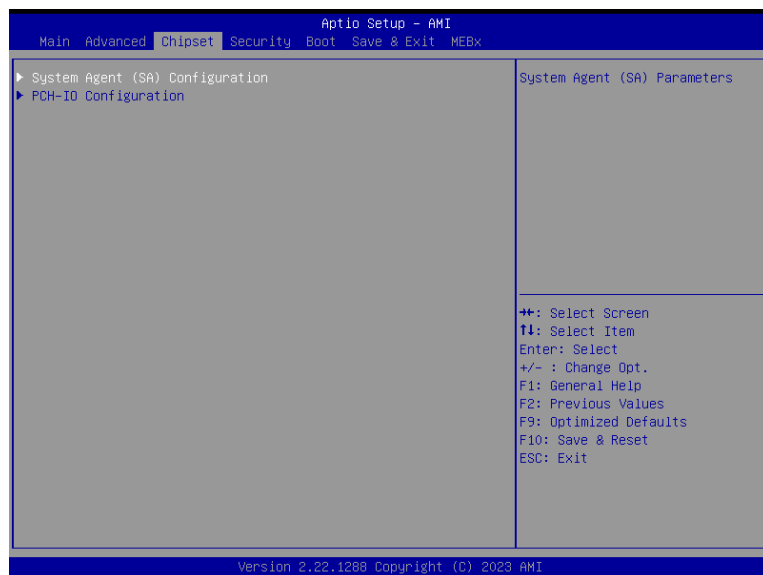 Aptio Setup – AMI
Main Advanced Chipset Security Boot Save & Exit MEBx
System Agent (SA) Configuration
PCH-IO Configuration
System Agent (SA) Parameters
→←: Select Screen
↑↓: Select Item
Enter: Select
+/- : Change Opt.
F1: General Help
F2: Previous Values
F9: Optimized Defaults
F10: Save & Reset
ESC: Exit
Version 2.22.1288 Copyright (C) 2023 AMI